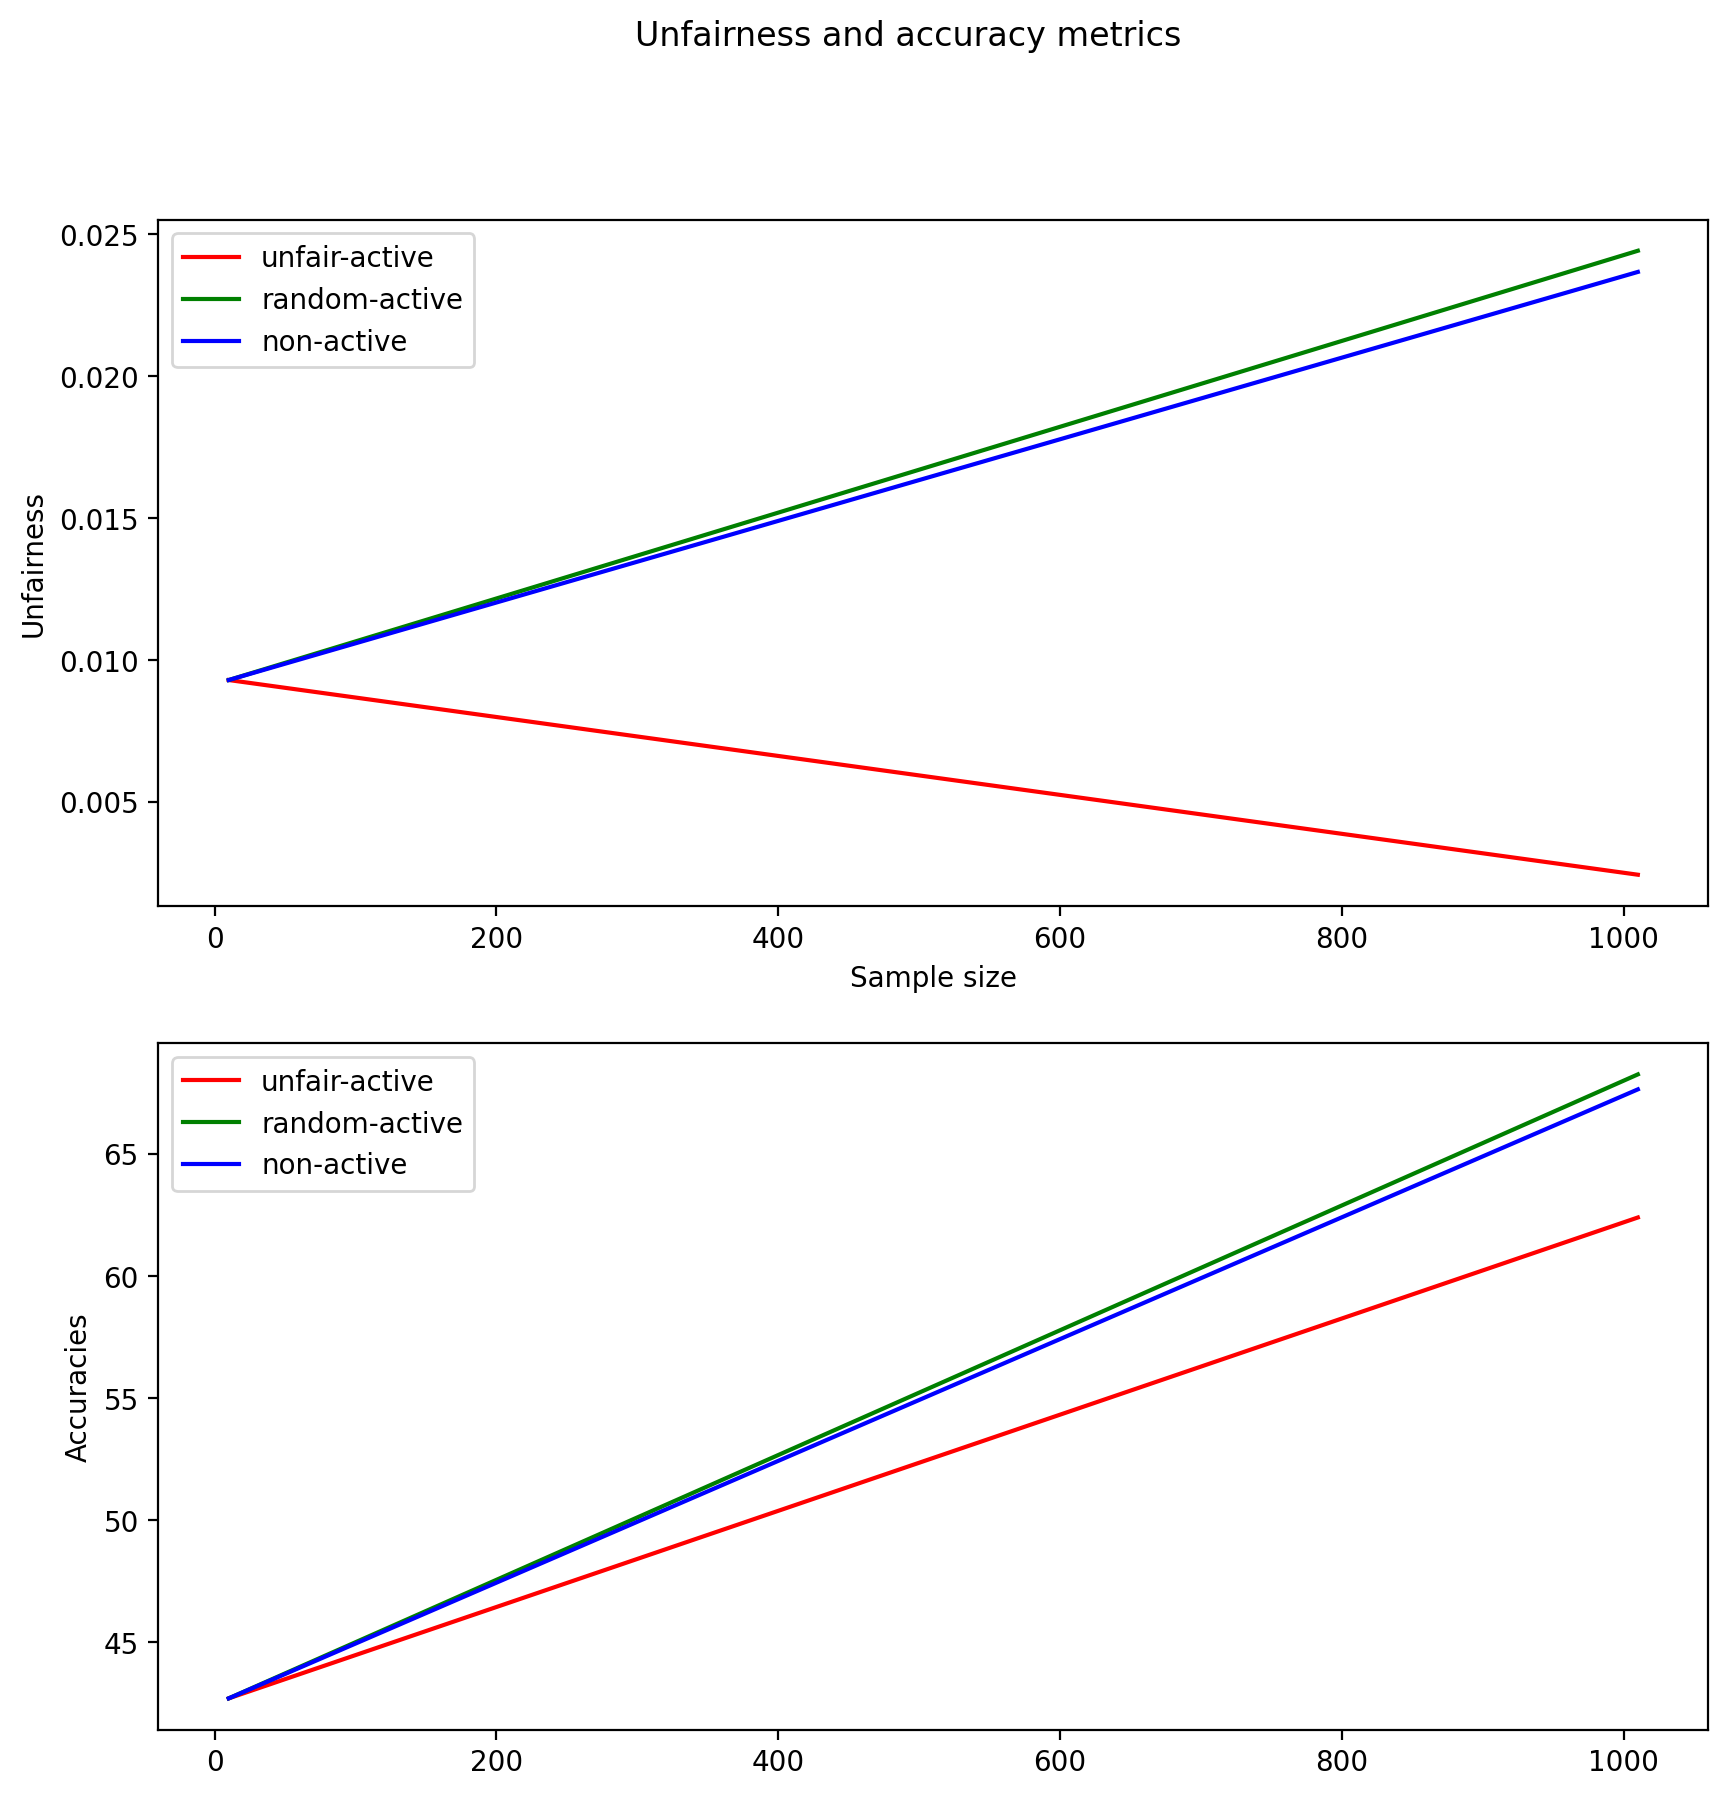 Unfairness and accuracy metrics
0.025
0.020
0.015
0.010
0.005
Unfairness
unfair-active
random-active
non-active
0 200 400 600 800 1000
Sample size
65
60
55
50
45
Accuracies
unfair-active
random-active
non-active
0 200 400 600 800 1000